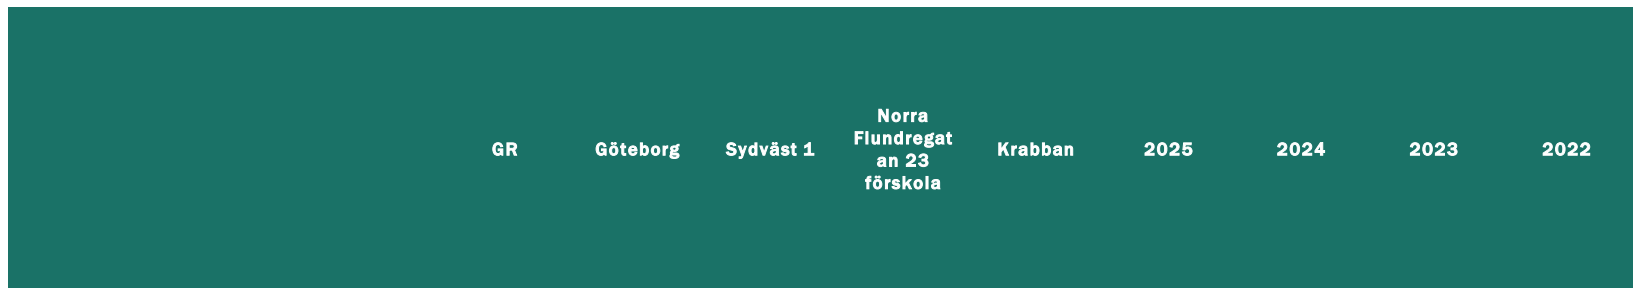 GR Göteborg Sydväst 1 Norra
Flundregat
an 23
förskola Krabban 2025 2024 2023 2022